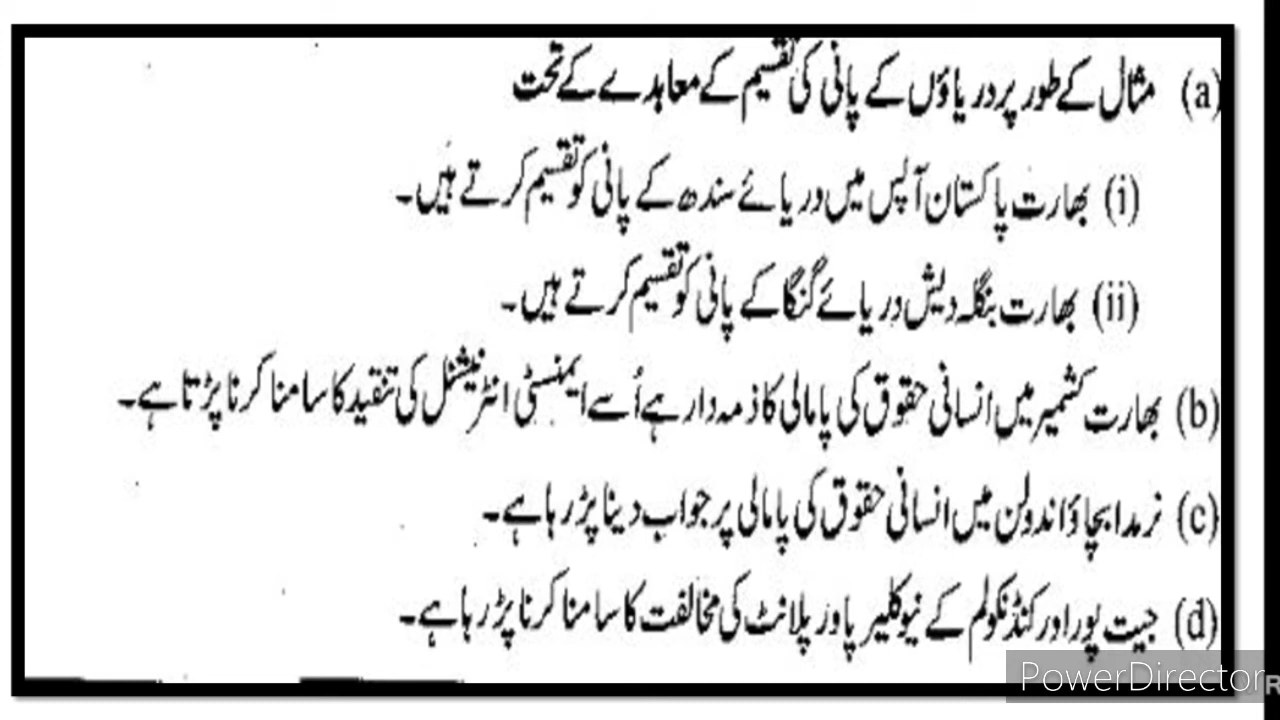 (a) مثال کے طور پر دریاؤں کے پانی کی تقسیم کے معاہدے کے تحت
(i) بھارت پاکستان آپس میں دریائے سندھ کے پانی کو تقسیم کرتے ہیں۔
(ii) بھارت بنگلہ دیش دریائے گنگا کے پانی کو تقسیم کرتے ہیں۔
(b) بھارت کشمیر میں انسانی حقوق کی پامالی کا ذمہ دار ہے اُسے ایمنسٹی انٹرنیشنل کی تنقید کا سامنا کرنا پڑتا ہے۔
(c) نرمدا بچاؤ اندولن میں انسانی حقوق کی پامالی پر جواب دینا پڑ رہا ہے۔
(d) جیت پور اور کنڈنکولم کے نیوکلیر پاور پلانٹ کی مخالفت کا سامنا کرنا پڑ رہا ہے۔
PowerDirector
R